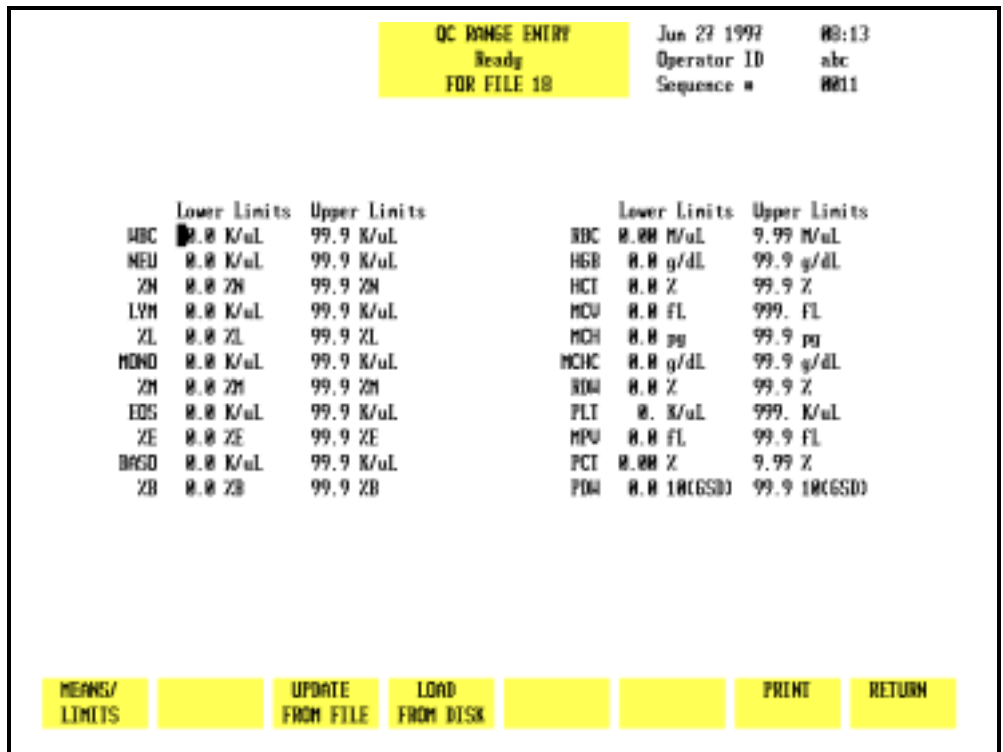 QC RANGE ENTRY Jun 27 1997 08:13
Ready Operator ID abc
FOR FILE 18 Sequence # 0011
Lower Limits Upper Limits Lower Limits Upper Limits
WBC 0.0 K/uL 99.9 K/uL RBC 0.00 M/uL 9.99 M/uL
NEU 0.0 K/uL 99.9 K/uL HGB 0.0 g/dL 99.9 g/dL
%N 0.0 %N 99.9 %N HCT 0.0 % 99.9 %
LYM 0.0 K/uL 99.9 K/uL MCV 0.0 fL 999. fL
%L 0.0 %L 99.9 %L MCH 0.0 pg 99.9 pg
MONO 0.0 K/uL 99.9 K/uL MCHC 0.0 g/dL 99.9 g/dL
%M 0.0 %M 99.9 %M RDW 0.0 % 99.9 %
EOS 0.0 K/uL 99.9 K/uL PLT 0. K/uL 999. K/uL
%E 0.0 %E 99.9 %E MPV 0.0 fL 99.9 fL
BASO 0.0 K/uL 99.9 K/uL PCT 0.00 % 9.99 %
%B 0.0 %B 99.9 %B PDW 0.0 10(GSD) 99.9 10(GSD)
MEANS/ UPDATE LOAD PRINT RETURN
LIMITS FROM FILE FROM DISK